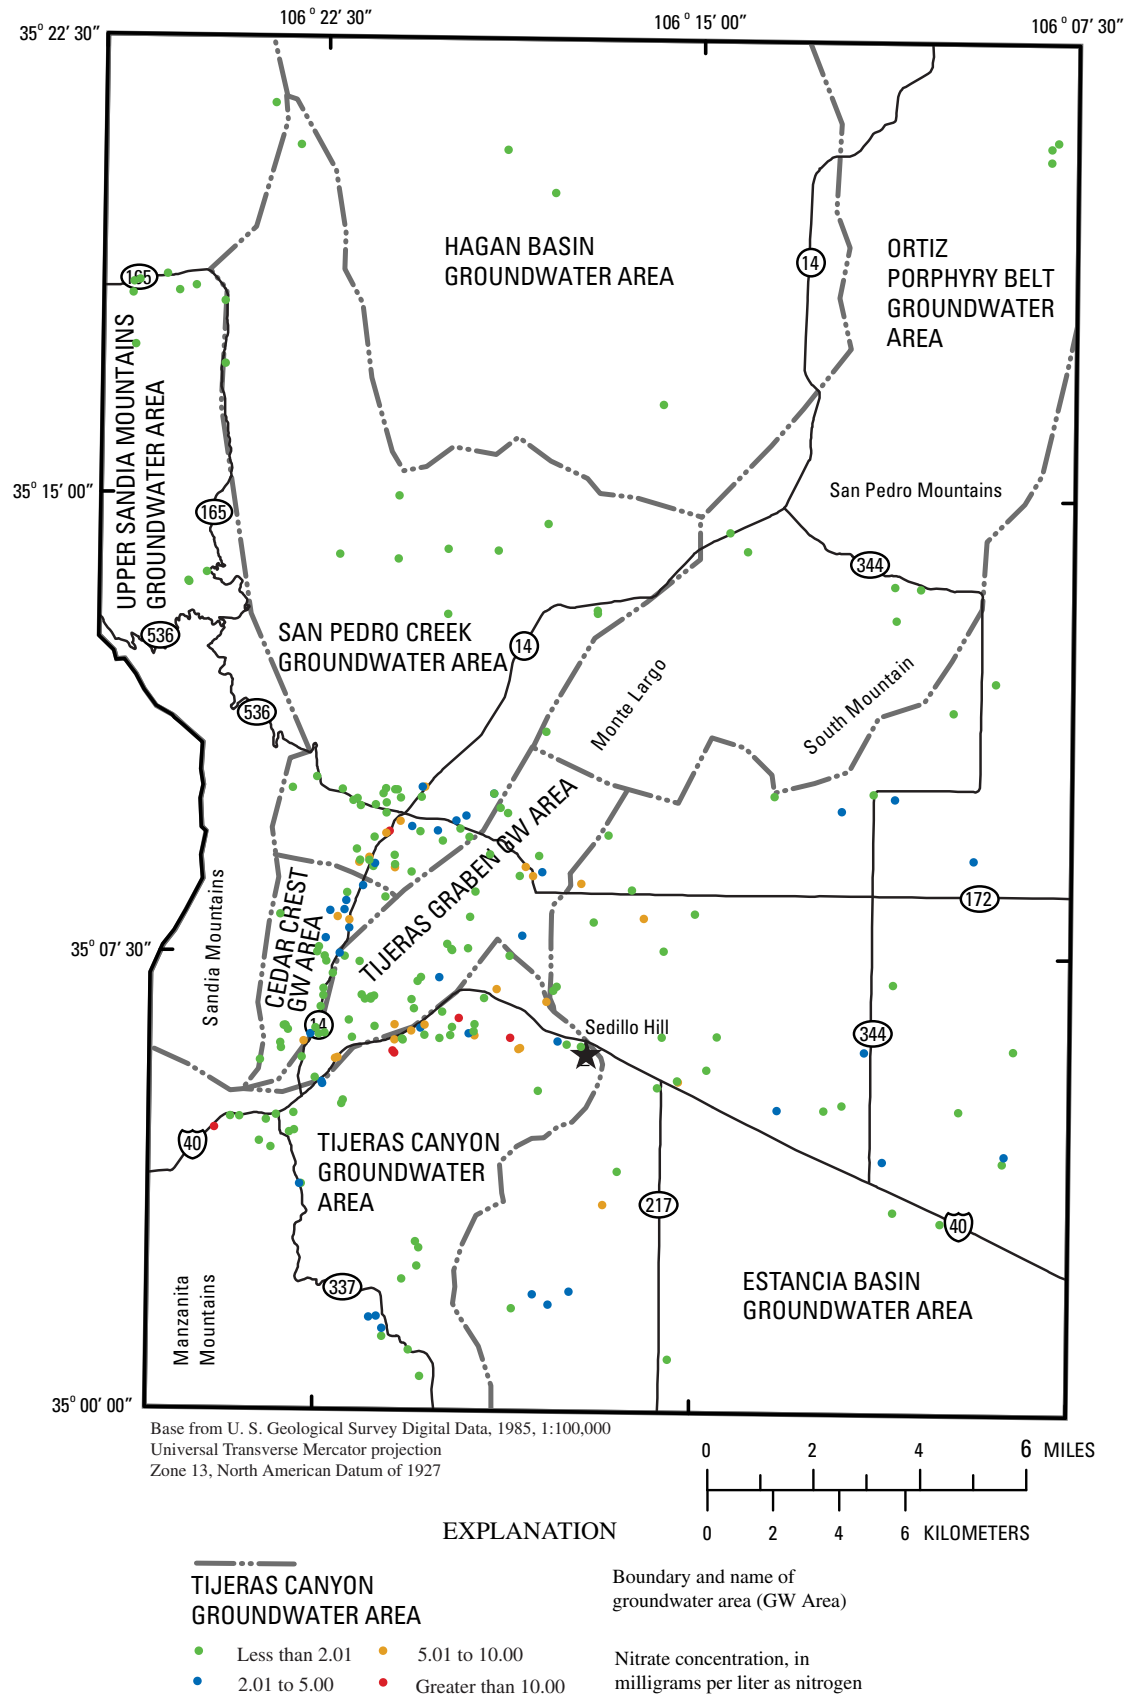 106° 22' 30"
106° 15' 00"
106° 07' 30"
35° 22' 30"
HAGAN BASIN
GROUNDWATER AREA
14
ORTIZ
PORPHYRY BELT
GROUNDWATER
AREA
165
UPPER SANDIA MOUNTAINS
GROUNDWATER AREA
35° 15' 00"
San Pedro Mountains
165
344
536
SAN PEDRO CREEK
GROUNDWATER AREA
14
Monte Largo
South Mountain
536
TIJERAS GRABEN GW AREA
Sandia Mountains
CEDAR CREST
GW AREA
172
35° 07' 30"
14
Sedillo Hill
344
40
TIJERAS CANYON
GROUNDWATER
AREA
217
40
337
Manzanita
Mountains
ESTANCIA BASIN
GROUNDWATER AREA
35° 00' 00"
Base from U. S. Geological Survey Digital Data, 1985, 1:100,000
Universal Transverse Mercator projection
Zone 13, North American Datum of 1927
0 2 4 6 MILES
0 2 4 6 KILOMETERS
EXPLANATION
TIJERAS CANYON
GROUNDWATER AREA
Boundary and name of
groundwater area (GW Area)
Less than 2.01
5.01 to 10.00
2.01 to 5.00
Greater than 10.00
Nitrate concentration, in
milligrams per liter as nitrogen